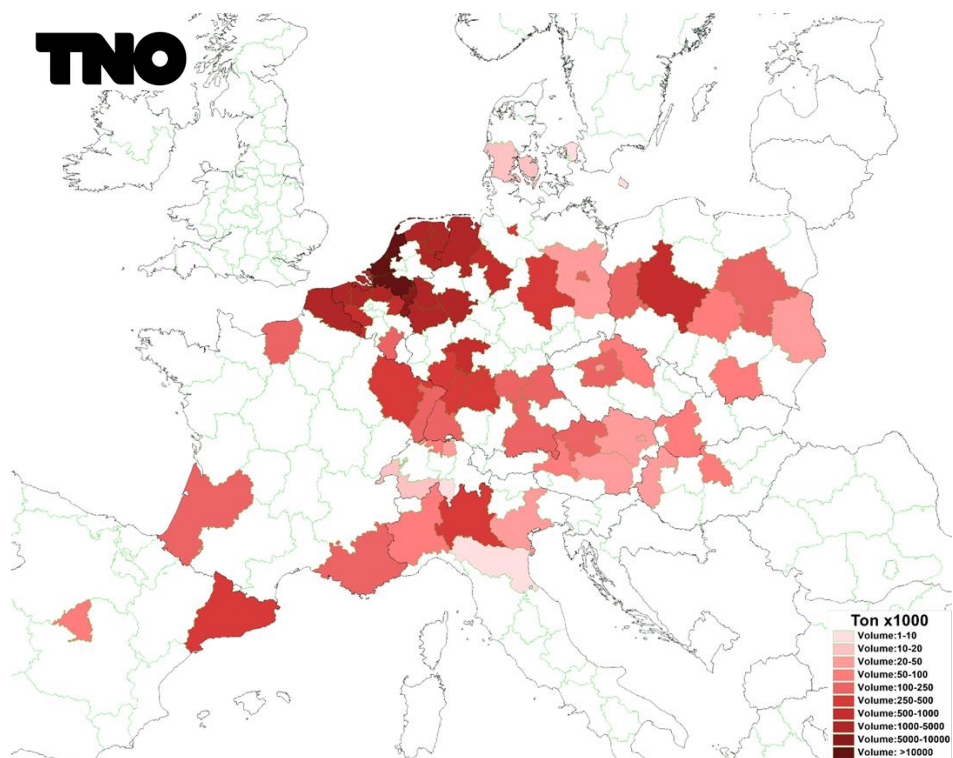 TNO
Ton x1000
Volume:1-10
Volume:10-20
Volume:20-50
Volume:50-100
Volume:100-250
Volume:250-500
Volume:500-1000
Volume:1000-5000
Volume:5000-10000
Volume: >10000